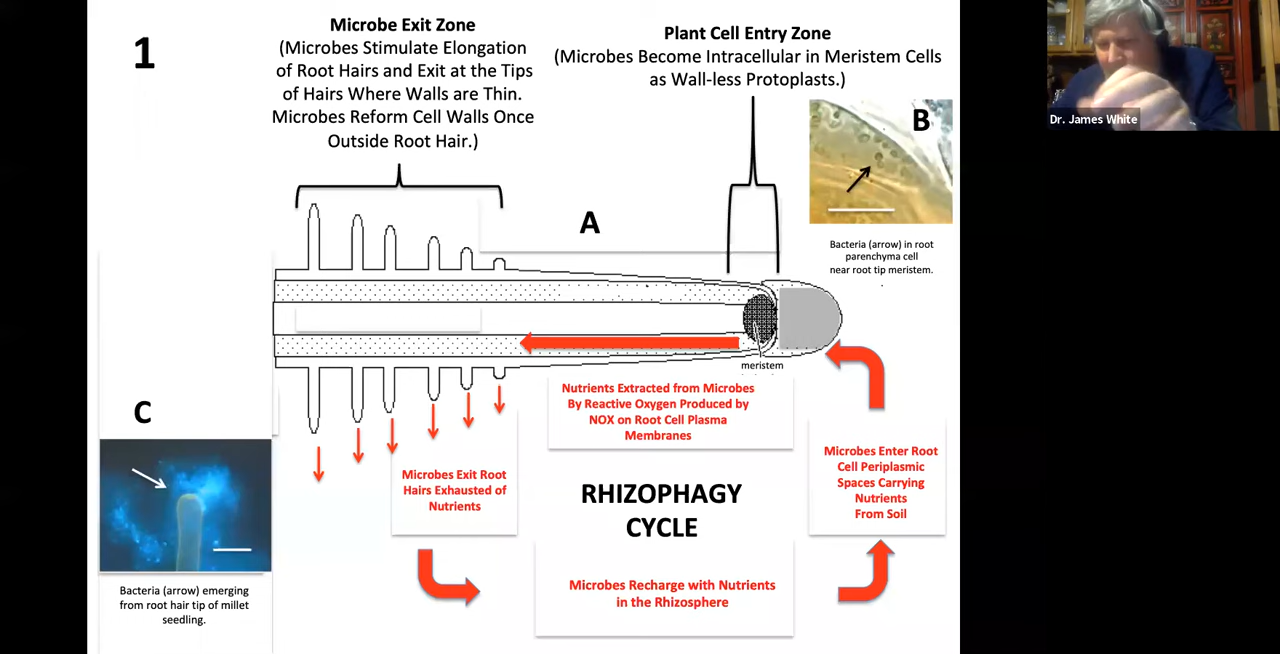 1
Microbe Exit Zone
(Microbes Stimulate Elongation
of Root Hairs and Exit at the Tips
of Hairs Where Walls are Thin.
Microbes Reform Cell Walls Once
Outside Root Hair.)
Plant Cell Entry Zone
(Microbes Become Intracellular in Meristem Cells
as Wall-less Protoplasts.)
Dr. James White
B
Bacteria (arrow) in root
parenchyma cell
near root tip meristem.
A
meristem
Nutrients Extracted from Microbes
By Reactive Oxygen Produced by
NOX on Root Cell Plasma
Membranes
C
Bacteria (arrow) emerging
from root hair tip of millet
seedling.
Microbes Exit Root
Hairs Exhausted of
Nutrients
RHIZOPHAGY
CYCLE
Microbes Enter Root
Cell Periplasmic
Spaces Carrying
Nutrients
From Soil
Microbes Recharge with Nutrients
in the Rhizosphere